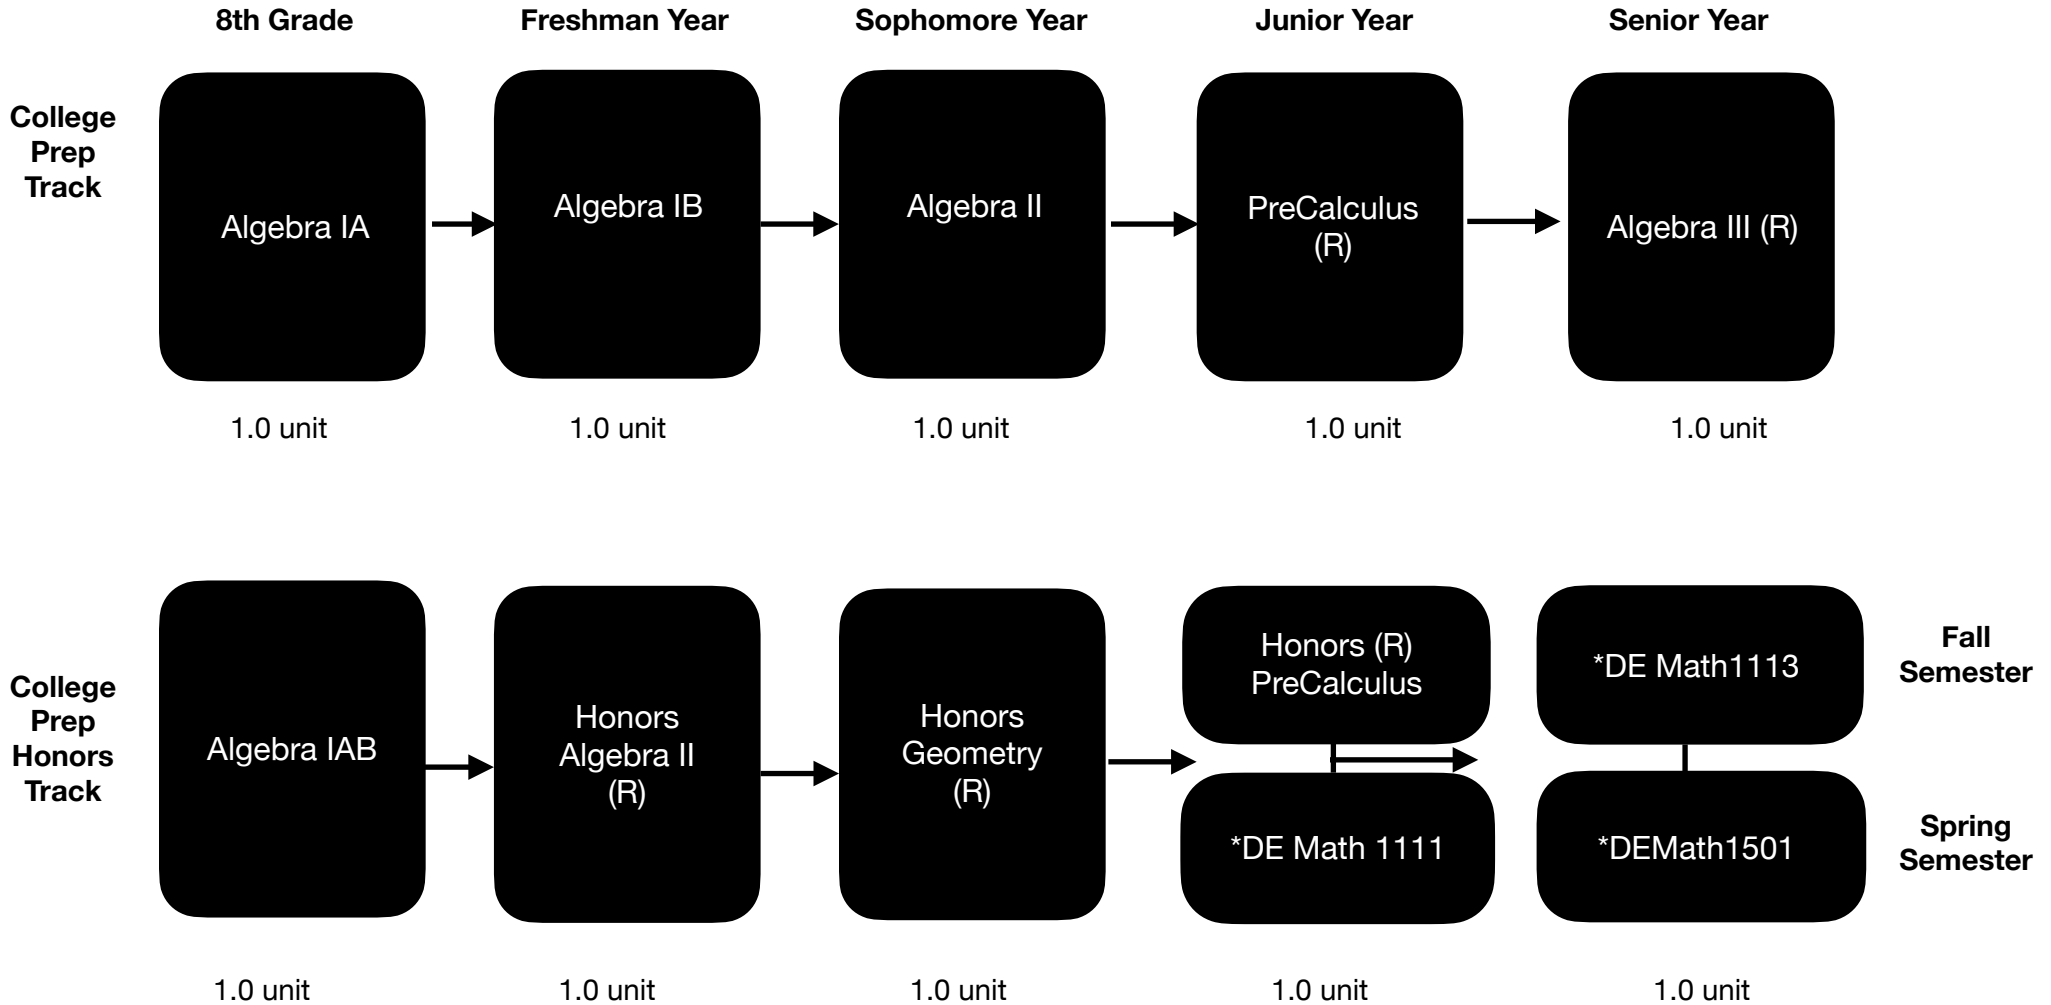 8th Grade
Freshman Year
Sophomore Year
Junior Year
Senior Year
College
Prep
Track
Algebra IA
Algebra IB
Algebra II
PreCalculus
(R)
Algebra III (R)
1.0 unit
1.0 unit
1.0 unit
1.0 unit
1.0 unit
College
Prep
Honors
Track
Algebra IAB
Honors
Algebra II
(R)
Honors
Geometry
(R)
Honors (R)
PreCalculus
*DE Math1113
Fall
Semester
*DE Math 1111
*DEMath1501
Spring
Semester
1.0 unit
1.0 unit
1.0 unit
1.0 unit
1.0 unit